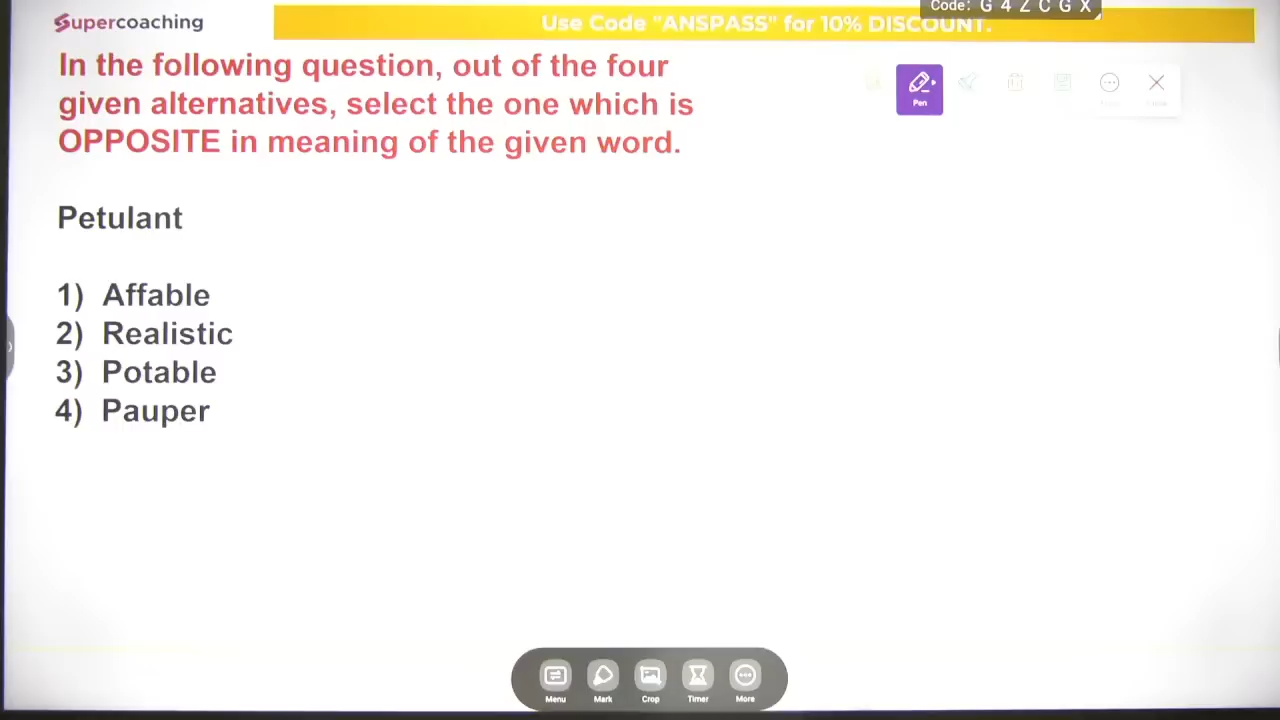 Supercoaching
Use Code "ANSPASS" for 10% DISCOUNT.
Code: G 4 Z C G X
In the following question, out of the four
given alternatives, select the one which is
OPPOSITE in meaning of the given word.
Pen
Petulant
1) Affable
2) Realistic
3) Potable
4) Pauper
Menu Mark Crop Timer More